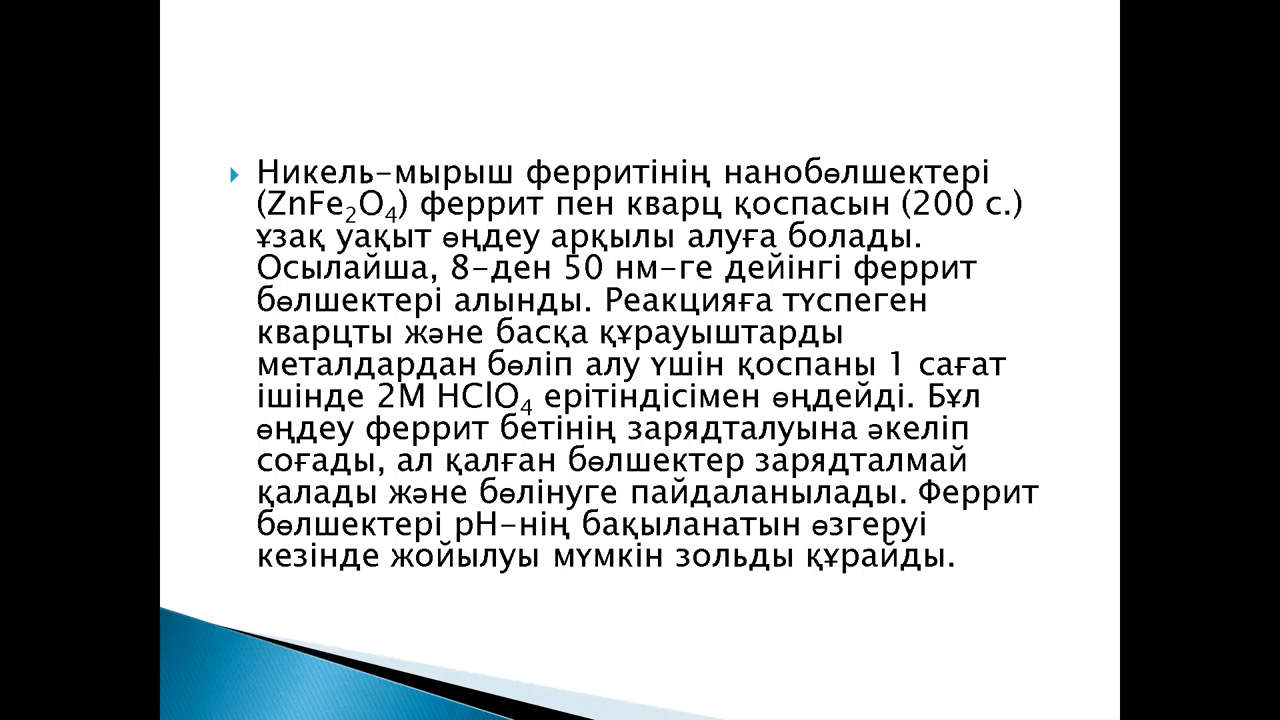 Никель-мырыш ферритінің нанобөлшектері
(ZnFe₂O₄) феррит пен кварц қоспасын (200 с.)
ұзақ уақыт өңдеу арқылы алуға болады.
Осылайша, 8-ден 50 нм-ге дейінгі феррит
бөлшектері алынды. Реакцияға түспеген
кварцты және басқа құрауыштарды
металдардан бөліп алу үшін қоспаны 1 сағат
ішінде 2М HClO₄ ерітіндісімен өңдейді. Бұл
өңдеу феррит бетінің зарядталуына әкеліп
соғады, ал қалған бөлшектер зарядталмай
қалады және бөлінуге пайдаланылады. Феррит
бөлшектері рН-нің бақыланатын өзгеруі
кезінде жойылуы мүмкін зольды құрайды.